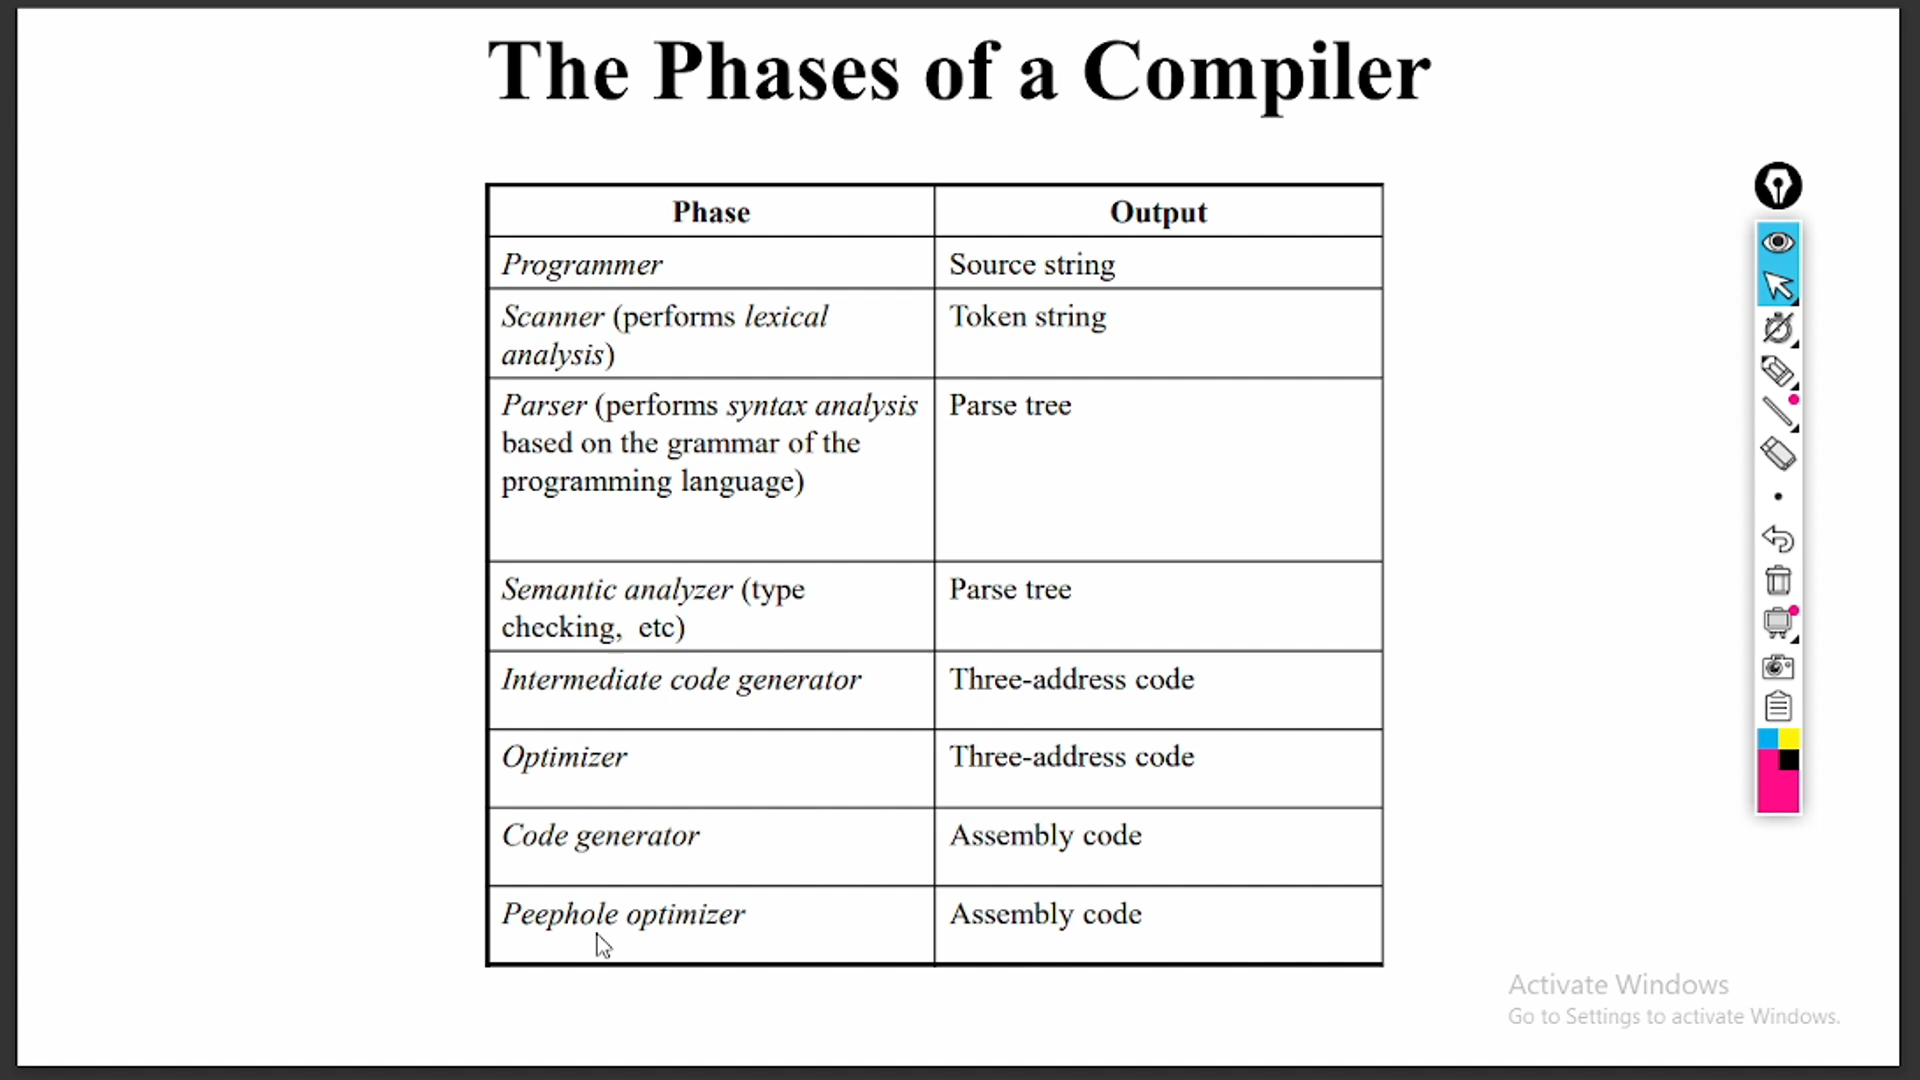 The Phases of a Compiler
Phase Output
Programmer Source string
Scanner (performs lexical Token string
analysis)
Parser (performs syntax analysis Parse tree
based on the grammar of the
programming language)
Semantic analyzer (type Parse tree
checking, etc)
Intermediate code generator Three-address code
Optimizer Three-address code
Code generator Assembly code
Peephole optimizer Assembly code
Activate Windows
Go to Settings to activate Windows.